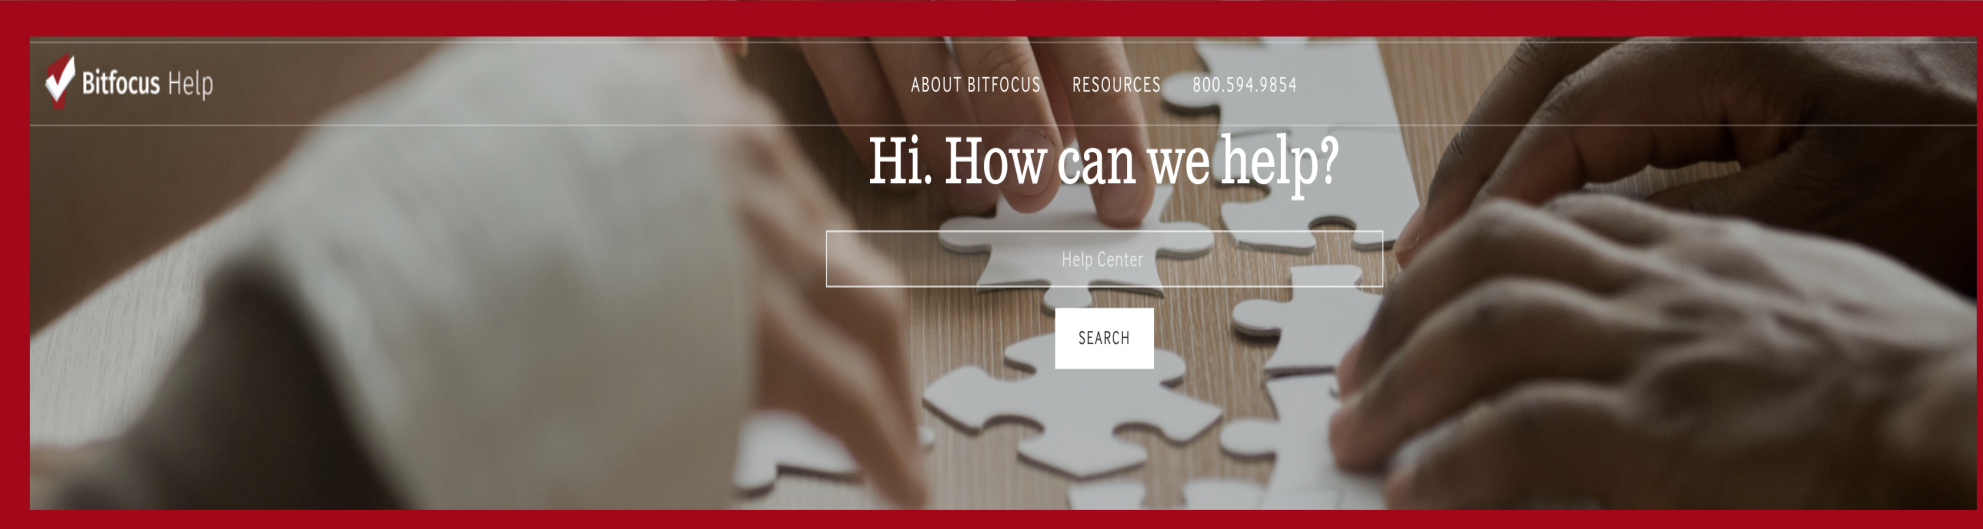 Bitfocus Help
ABOUT BITFOCUS RESOURCES 800.594.9854
Hi. How can we help?
Help Center
SEARCH